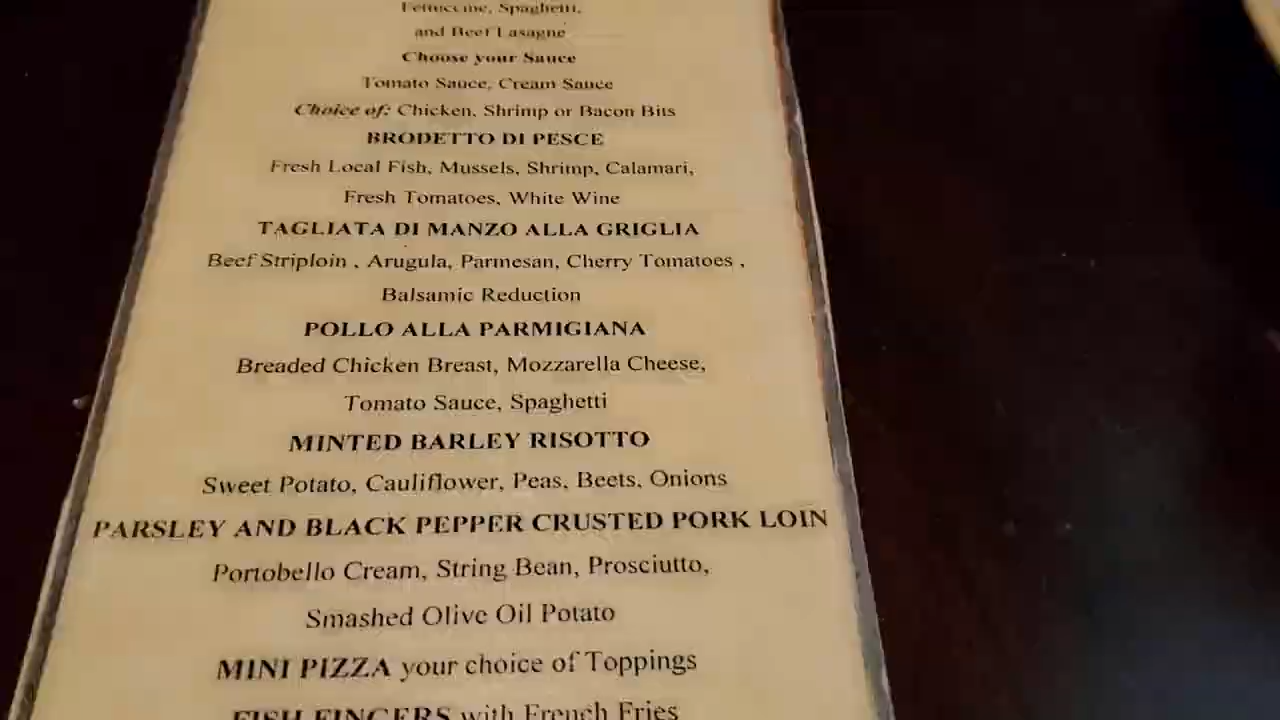 Fettuccine, Spaghetti,
and Beef Lasagne
Choose your Sauce
Tomato Sauce, Cream Sauce
Choice of: Chicken, Shrimp or Bacon Bits
BRODETTO DI PESCE
Fresh Local Fish, Mussels, Shrimp, Calamari,
Fresh Tomatoes, White Wine
TAGLIATA DI MANZO ALLA GRIGLIA
Beef Striploin , Arugula, Parmesan, Cherry Tomatoes ,
Balsamic Reduction
POLLO ALLA PARMIGIANA
Breaded Chicken Breast, Mozzarella Cheese,
Tomato Sauce, Spaghetti
MINTED BARLEY RISOTTO
Sweet Potato, Cauliflower, Peas, Beets, Onions
PARSLEY AND BLACK PEPPER CRUSTED PORK LOIN
Portobello Cream, String Bean, Prosciutto,
Smashed Olive Oil Potato
MINI PIZZA your choice of Toppings
FISH FINGERS with French Fries